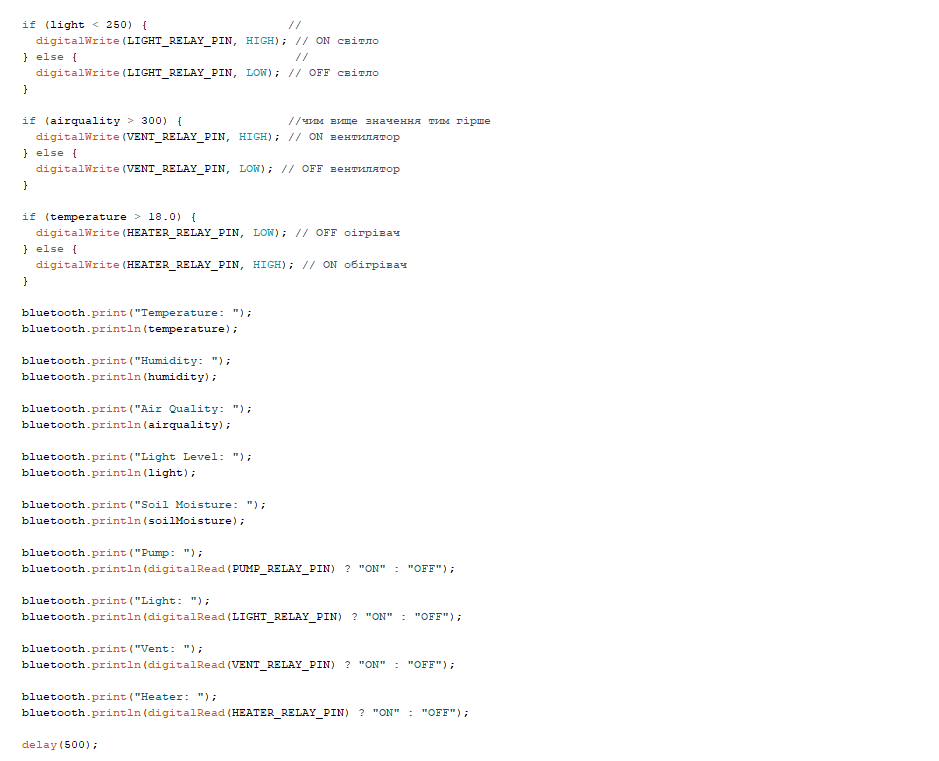 if (light < 250) {                    //
  digitalWrite(LIGHT_RELAY_PIN, HIGH); // ON світло
} else {                               //
  digitalWrite(LIGHT_RELAY_PIN, LOW); // OFF світло
}
if (airquality > 300) {               //чим вище значення тим гірше
  digitalWrite(VENT_RELAY_PIN, HIGH); // ON вентилятор
} else {
  digitalWrite(VENT_RELAY_PIN, LOW); // OFF вентилятор
}
if (temperature > 18.0) {
  digitalWrite(HEATER_RELAY_PIN, LOW); // OFF оігрівач
} else {
  digitalWrite(HEATER_RELAY_PIN, HIGH); // ON обігрівач
}
bluetooth.print("Temperature: ");
bluetooth.println(temperature);
bluetooth.print("Humidity: ");
bluetooth.println(humidity);
bluetooth.print("Air Quality: ");
bluetooth.println(airquality);
bluetooth.print("Light Level: ");
bluetooth.println(light);
bluetooth.print("Soil Moisture: ");
bluetooth.println(soilMoisture);
bluetooth.print("Pump: ");
bluetooth.println(digitalRead(PUMP_RELAY_PIN) ? "ON" : "OFF");
bluetooth.print("Light: ");
bluetooth.println(digitalRead(LIGHT_RELAY_PIN) ? "ON" : "OFF");
bluetooth.print("Vent: ");
bluetooth.println(digitalRead(VENT_RELAY_PIN) ? "ON" : "OFF");
bluetooth.print("Heater: ");
bluetooth.println(digitalRead(HEATER_RELAY_PIN) ? "ON" : "OFF");
delay(500);